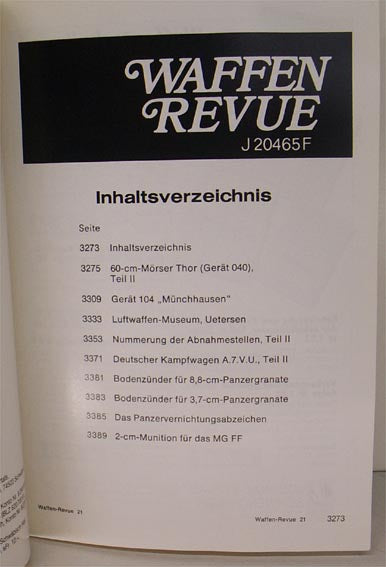 WAFFEN
REVUE
J 20465 F
Inhaltsverzeichnis
Seite
3273 Inhaltsverzeichnis
3275 60-cm-Mörser Thor (Gerät 040),
Teil II
3309 Gerät 104 „Münchhausen"
3333 Luftwaffen-Museum, Uetersen
3353 Nummerung der Abnahmestellen, Teil II
3371 Deutscher Kampfwagen A.7.V.U., Teil II
3381 Bodenzünder für 8,8-cm-Panzergranate
3383 Bodenzünder für 3,7-cm-Panzergranate
3385 Das Panzervernichtungsabzeichen
3389 2-cm-Munition für das MG FF
Waffen-Revue 21
Waffen-Revue 21 3273